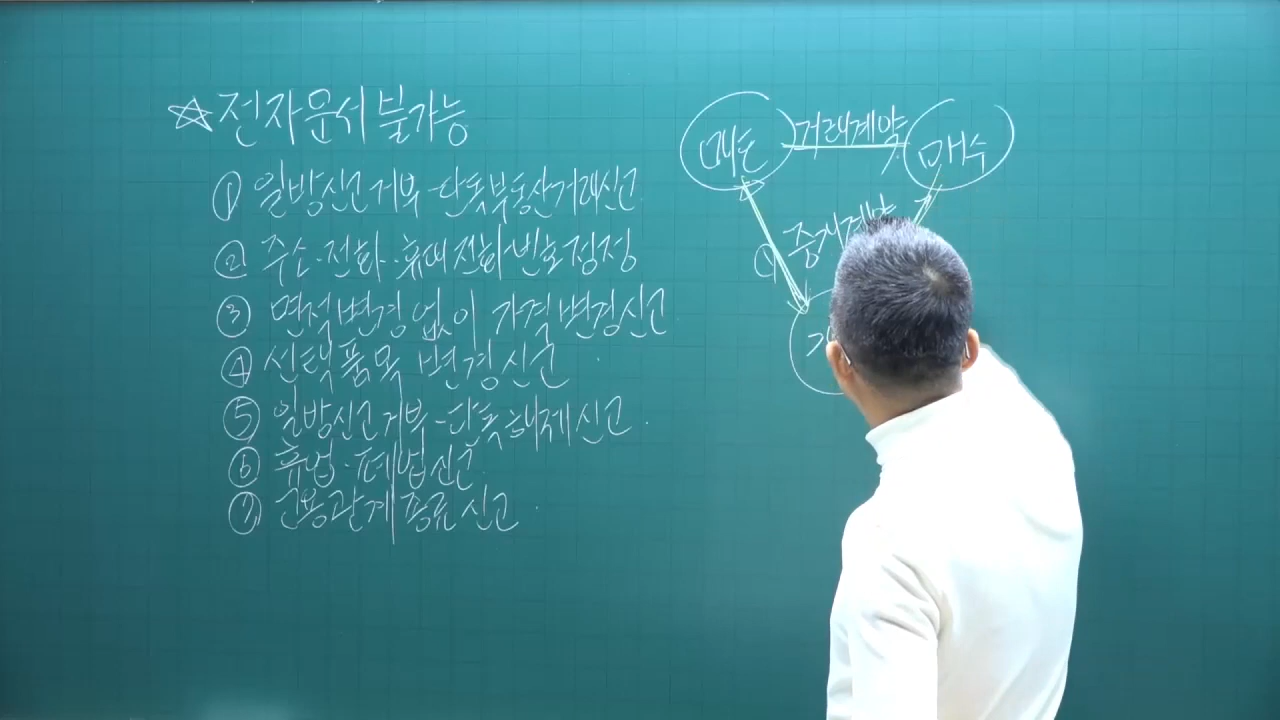 ☆전자문서 불가능
① 일방신고거부-단독부동산거래신고
② 주소·전화·휴대전화번호 정정
③ 면적변경 없이 가격변경신고
④ 선택품목 변경신고
⑤ 일방신고거부-단독해제신고.
⑥ 휴업·폐업신고
⑦ 고용관계종료신고
매도 거래계약 매수
① 중개계약